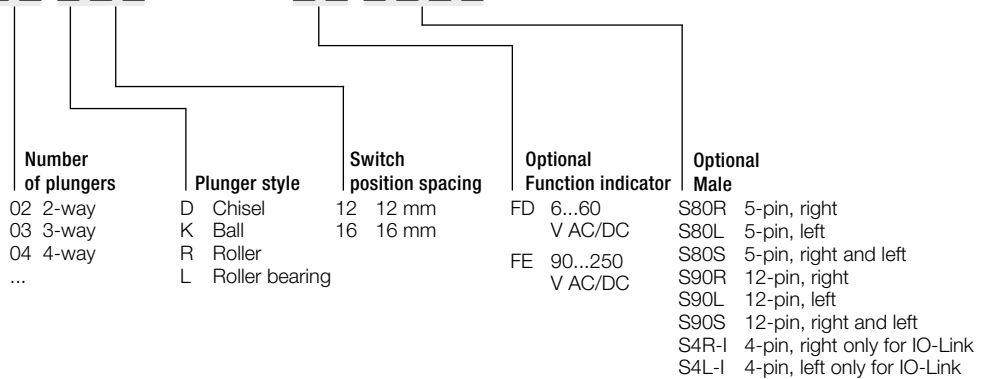 Number
of plungers
02 2-way
03 3-way
04 4-way
...
Plunger style
D Chisel
K Ball
R Roller
L Roller bearing
Switch
position spacing
12 12 mm
16 16 mm
Optional
Function indicator
FD 6...60
V AC/DC
FE 90...250
V AC/DC
Optional
Male
S80R 5-pin, right
S80L 5-pin, left
S80S 5-pin, right and left
S90R 12-pin, right
S90L 12-pin, left
S90S 12-pin, right and left
S4R-I 4-pin, right only for IO-Link
S4L-I 4-pin, left only for IO-Link